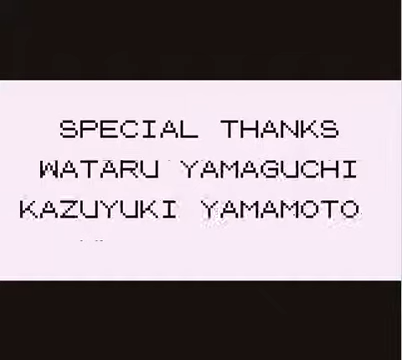 SPECIAL THANKS
WATARU YAMAGUCHI
KAZUYUKI YAMAMOTO